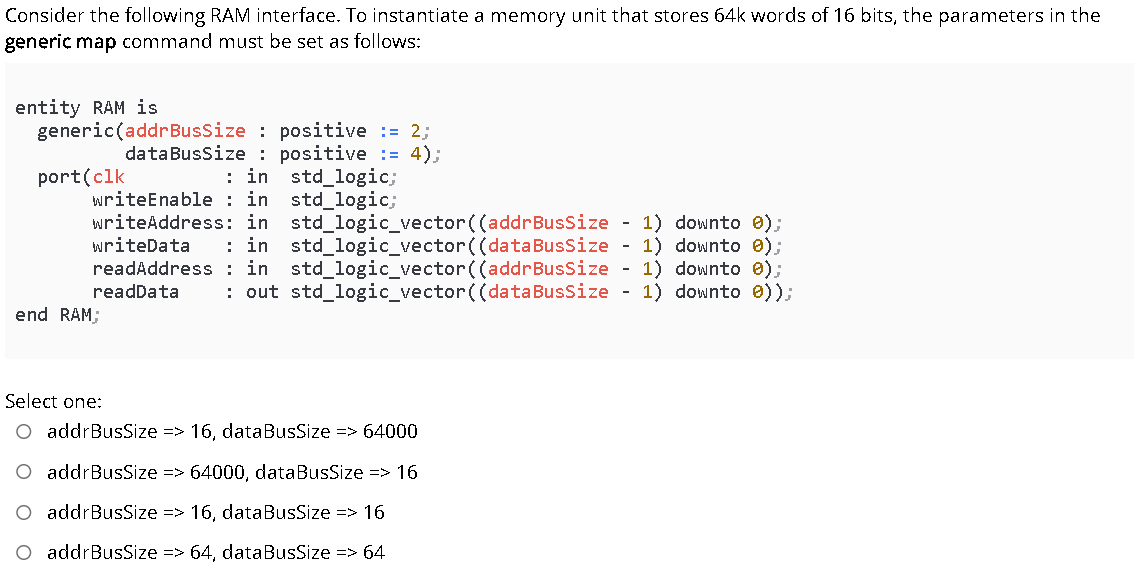 Consider the following RAM interface. To instantiate a memory unit that stores 64k words of 16 bits, the parameters in the
generic map command must be set as follows:
entity RAM is
  generic(addrBusSize : positive := 2;
          dataBusSize : positive := 4);
  port(clk         : in  std_logic;
       writeEnable : in  std_logic;
       writeAddress: in  std_logic_vector((addrBusSize - 1) downto 0);
       writeData   : in  std_logic_vector((dataBusSize - 1) downto 0);
       readAddress : in  std_logic_vector((addrBusSize - 1) downto 0);
       readData    : out std_logic_vector((dataBusSize - 1) downto 0));
end RAM;
Select one:
addrBusSize => 16, dataBusSize => 64000
addrBusSize => 64000, dataBusSize => 16
addrBusSize => 16, dataBusSize => 16
addrBusSize => 64, dataBusSize => 64